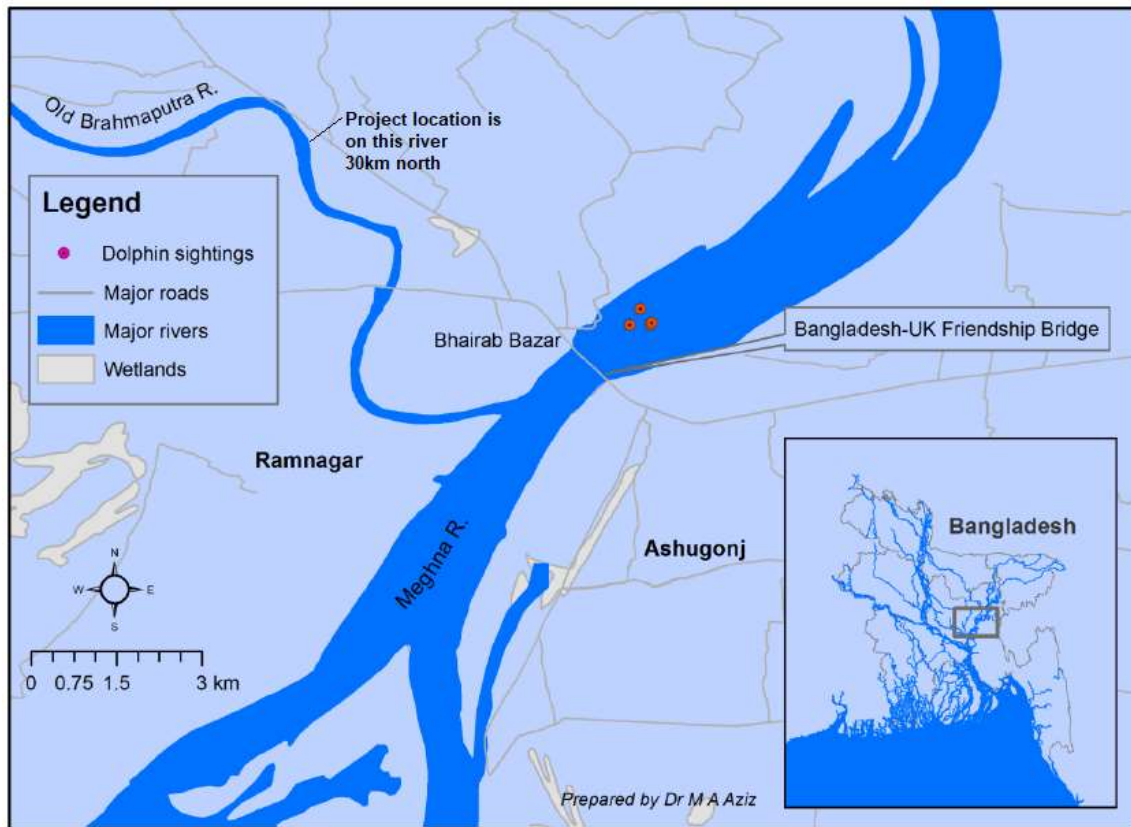 Old Brahmaputra R.
Project location is
on this river
30km north
Legend
Dolphin sightings
Major roads
Major rivers
Wetlands
Bhairab Bazar
Bangladesh-UK Friendship Bridge
Ramnagar
Meghna R.
Ashugonj
Bangladesh
N
W
E
S
0 0.75 1.5 3 km
Prepared by Dr M A Aziz